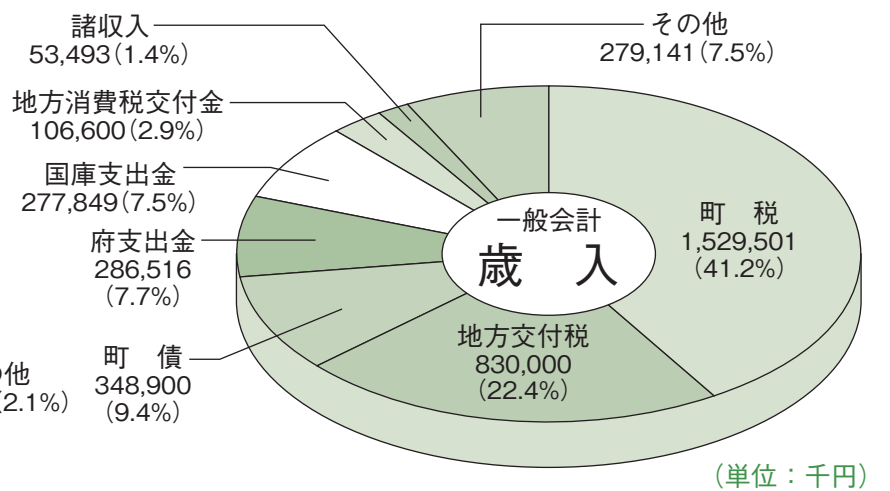 諸収入
53,493(1.4%)
その他
279,141(7.5%)
地方消費税交付金
106,600(2.9%)
国庫支出金
277,849(7.5%)
府支出金
286,516
(7.7%)
町　債
348,900
(9.4%)
一般会計
歳　入
町　税
1,529,501
(41.2%)
地方交付税
830,000
(22.4%)
他
(2.1%)
(単位：千円)